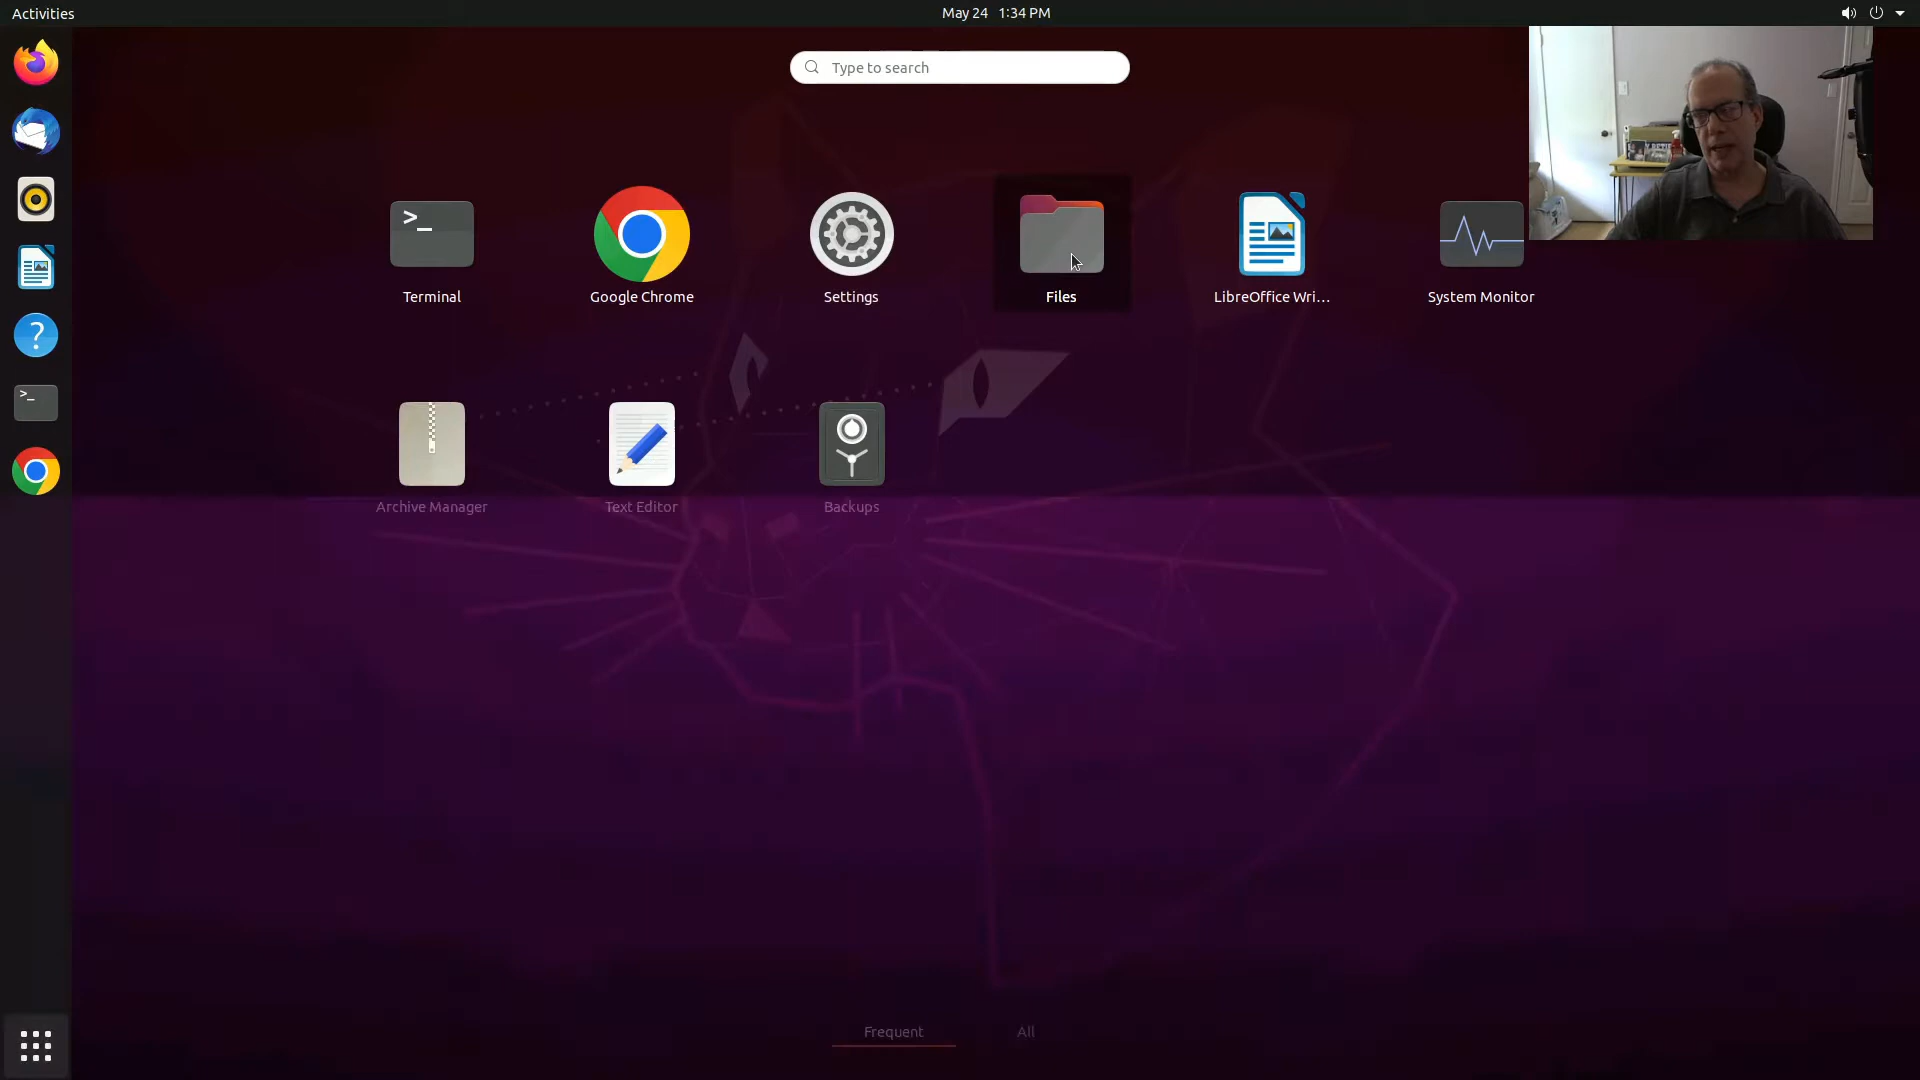 Activities
May 24 1:34 PM
Type to search
>_
Terminal
Google Chrome
Settings
Files
LibreOffice Wri...
System Monitor
?
>_
Archive Manager
Text Editor
Backups
Frequent
All